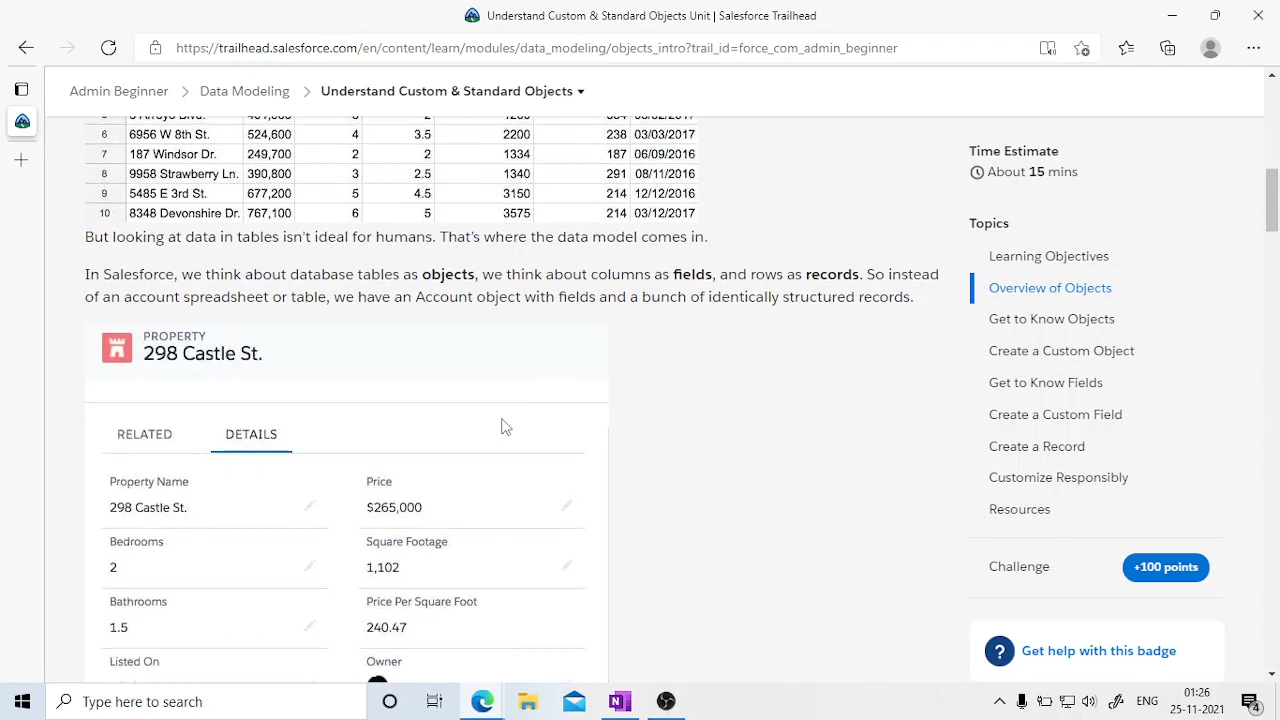 Understand Custom & Standard Objects Unit | Salesforce Trailhead
https://trailhead.salesforce.com/en/content/learn/modules/data_modeling/objects_intro?trail_id=force_com_admin_beginner
Admin Beginner > Data Modeling > Understand Custom & Standard Objects
6 6956 W 8th St. 524,600 4 3.5 2200 238 03/03/2017
7 187 Windsor Dr. 249,700 2 2 1334 187 06/09/2016
8 9958 Strawberry Ln. 390,800 3 2.5 1340 291 08/11/2016
9 5485 E 3rd St. 677,200 5 4.5 3150 214 12/12/2016
10 8348 Devonshire Dr. 767,100 6 5 3575 214 03/12/2017
But looking at data in tables isn’t ideal for humans. That’s where the data model comes in.
In Salesforce, we think about database tables as objects, we think about columns as fields, and rows as records. So instead
of an account spreadsheet or table, we have an Account object with fields and a bunch of identically structured records.
PROPERTY
298 Castle St.
RELATED DETAILS
Property Name Price
298 Castle St. $265,000
Bedrooms Square Footage
2 1,102
Bathrooms Price Per Square Foot
1.5 240.47
Listed On Owner
Time Estimate
About 15 mins
Topics
Learning Objectives
Overview of Objects
Get to Know Objects
Create a Custom Object
Get to Know Fields
Create a Custom Field
Create a Record
Customize Responsibly
Resources
Challenge +100 points
? Get help with this badge
Type here to search
ENG
01:26
25-11-2021
4